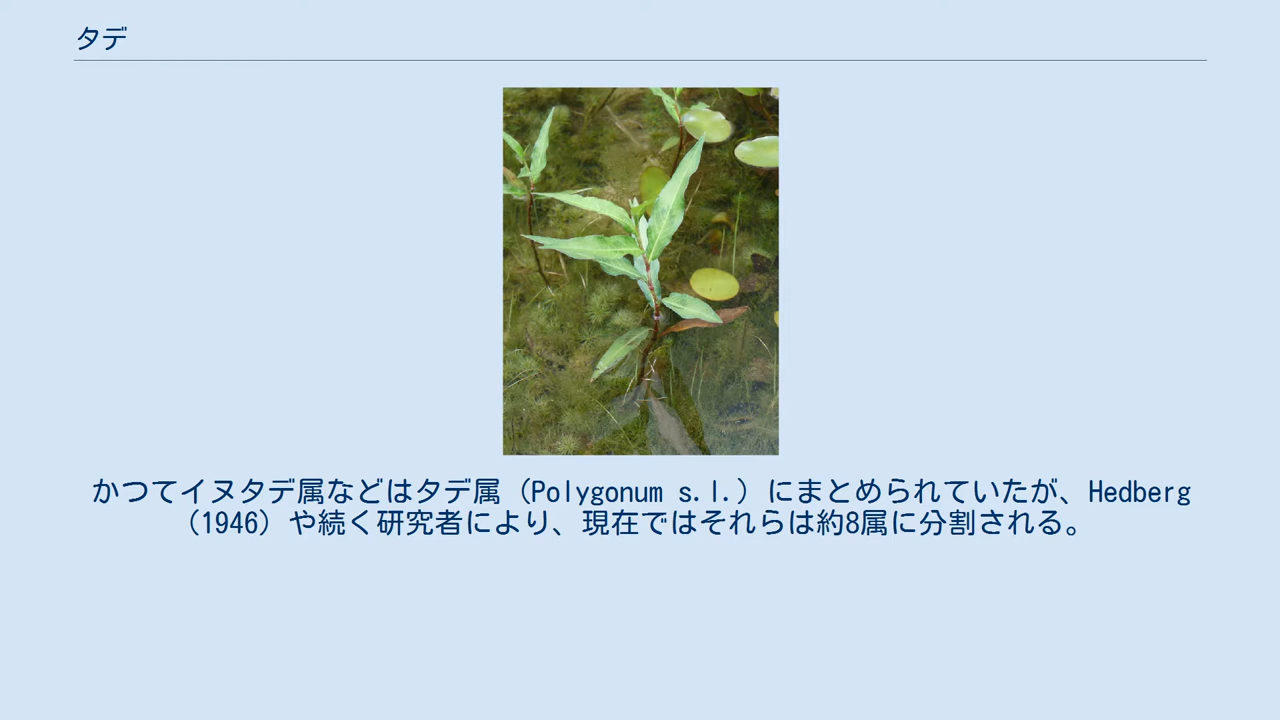 タデ
かつてイヌタデ属などはタデ属（Polygonum s.l.）にまとめられていたが、Hedberg
（1946）や続く研究者により、現在ではそれらは約8属に分割される。